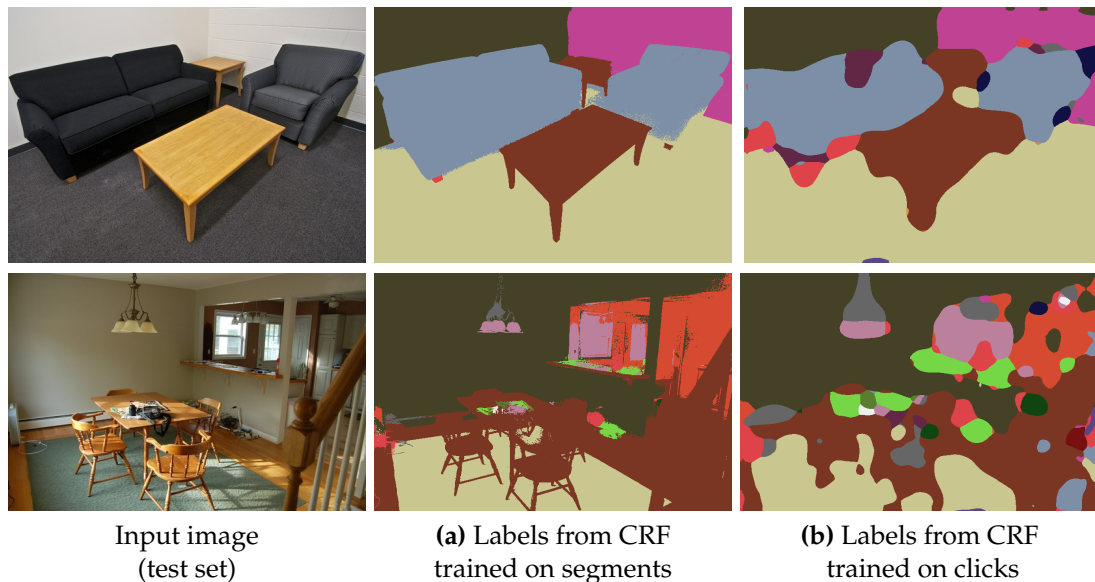 Input image
(test set)
(a) Labels from CRF
trained on segments
(b) Labels from CRF
trained on clicks